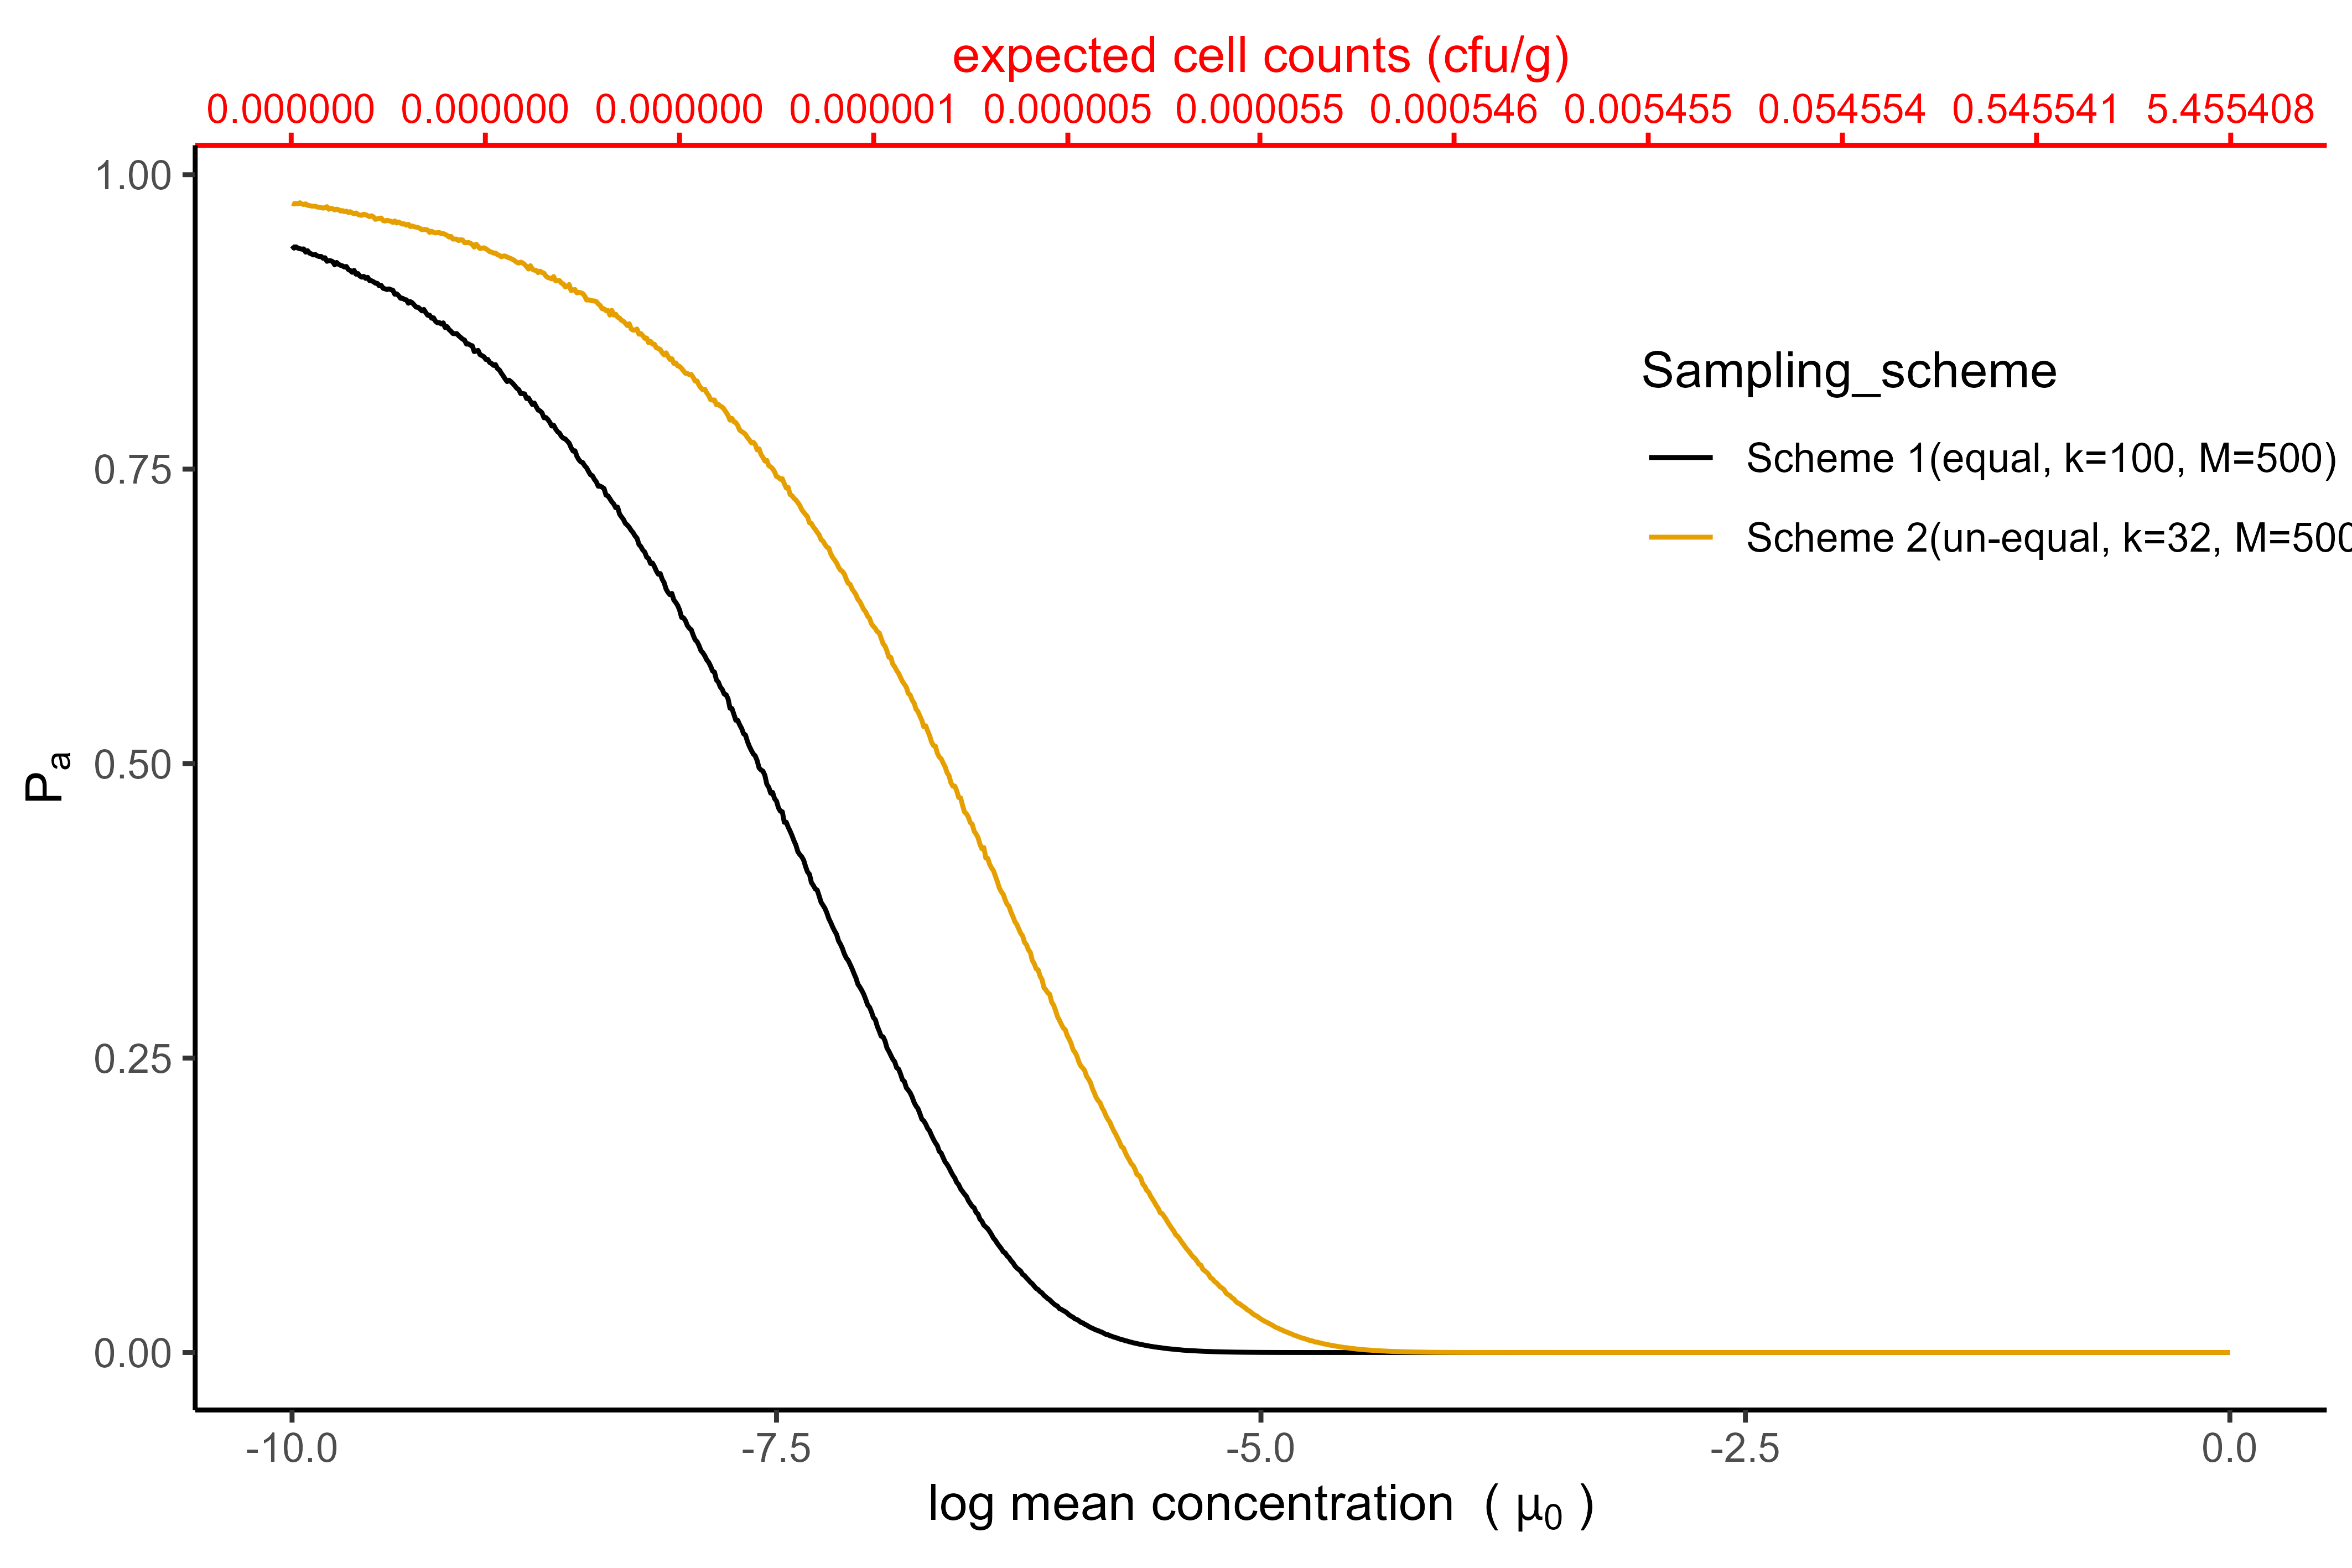 expected cell counts (cfu/g)
0.000000 0.000000 0.000000 0.000001 0.000005 0.000055 0.000546 0.005455 0.054554 0.545541 5.455408
1.00
0.75
0.50
0.25
0.00
Pa
Sampling_scheme
Scheme 1(equal, k=100, M=500)
Scheme 2(un-equal, k=32, M=500
-10.0 -7.5 -5.0 -2.5 0.0
log mean concentration ( μ0 )